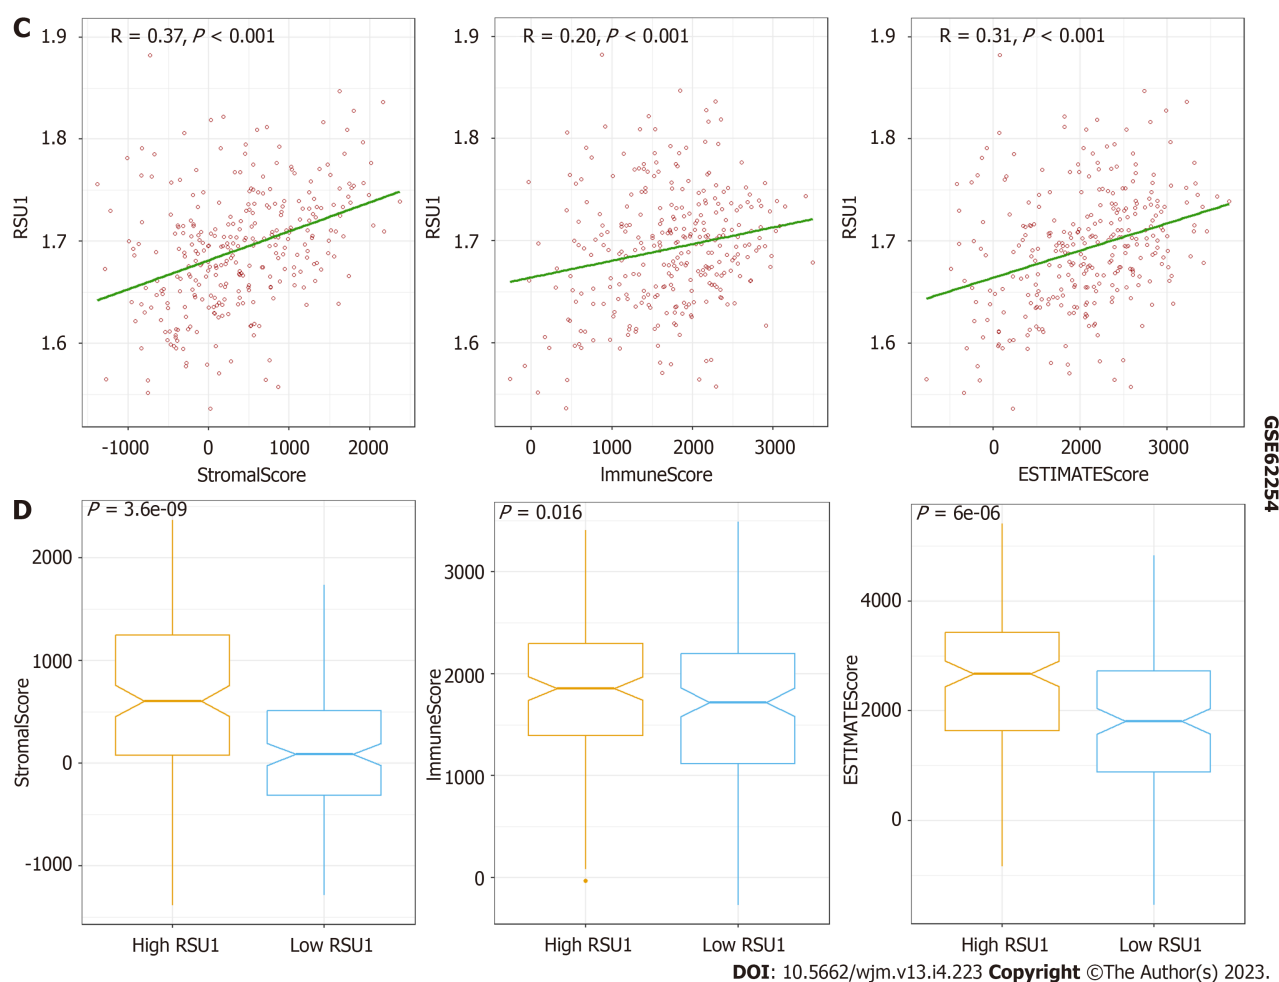 C
R = 0.37, P < 0.001
1.9
1.8
1.7
1.6
RSU1
-1000 0 1000 2000
StromalScore
R = 0.20, P < 0.001
1.9
1.8
1.7
1.6
RSU1
0 1000 2000 3000
ImmuneScore
R = 0.31, P < 0.001
1.9
1.8
1.7
1.6
RSU1
0 1000 2000 3000
ESTIMATEScore
GSE62254
D
P = 3.6e-09
2000
1000
0
-1000
StromalScore
High RSU1 Low RSU1
P = 0.016
3000
2000
1000
0
ImmuneScore
High RSU1 Low RSU1
P = 6e-06
4000
2000
0
ESTIMATEScore
High RSU1 Low RSU1
DOI: 10.5662/wjm.v13.i4.223 Copyright ©The Author(s) 2023.